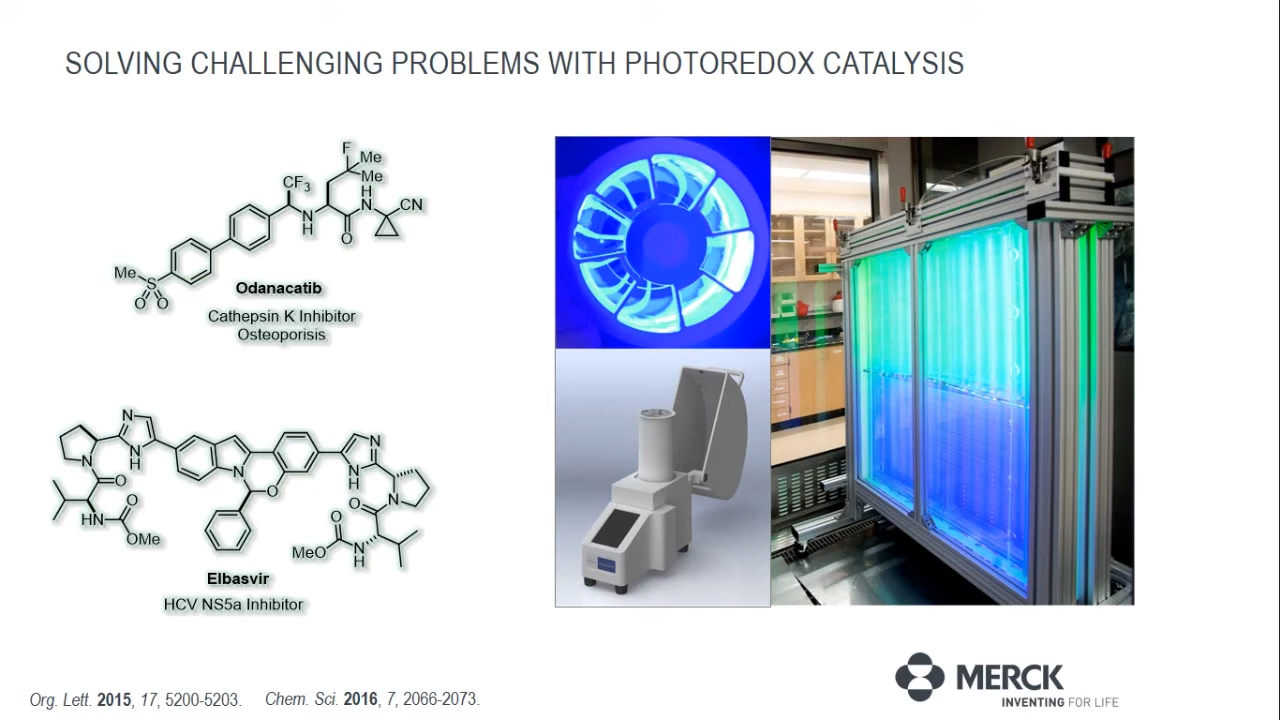 SOLVING CHALLENGING PROBLEMS WITH PHOTOREDOX CATALYSIS
F
Me
Me
CF3
H
N
CN
N
H
O
Me
S
O O
Odanacatib
Cathepsin K Inhibitor
Osteoporisis
N
N
H
N
O
O
HN
OMe
N
O
N
N
H
N
O
O
MeO
N
H
Elbasvir
HCV NS5a Inhibitor
Org. Lett. 2015, 17, 5200-5203. Chem. Sci. 2016, 7, 2066-2073.
MERCK
INVENTING FOR LIFE